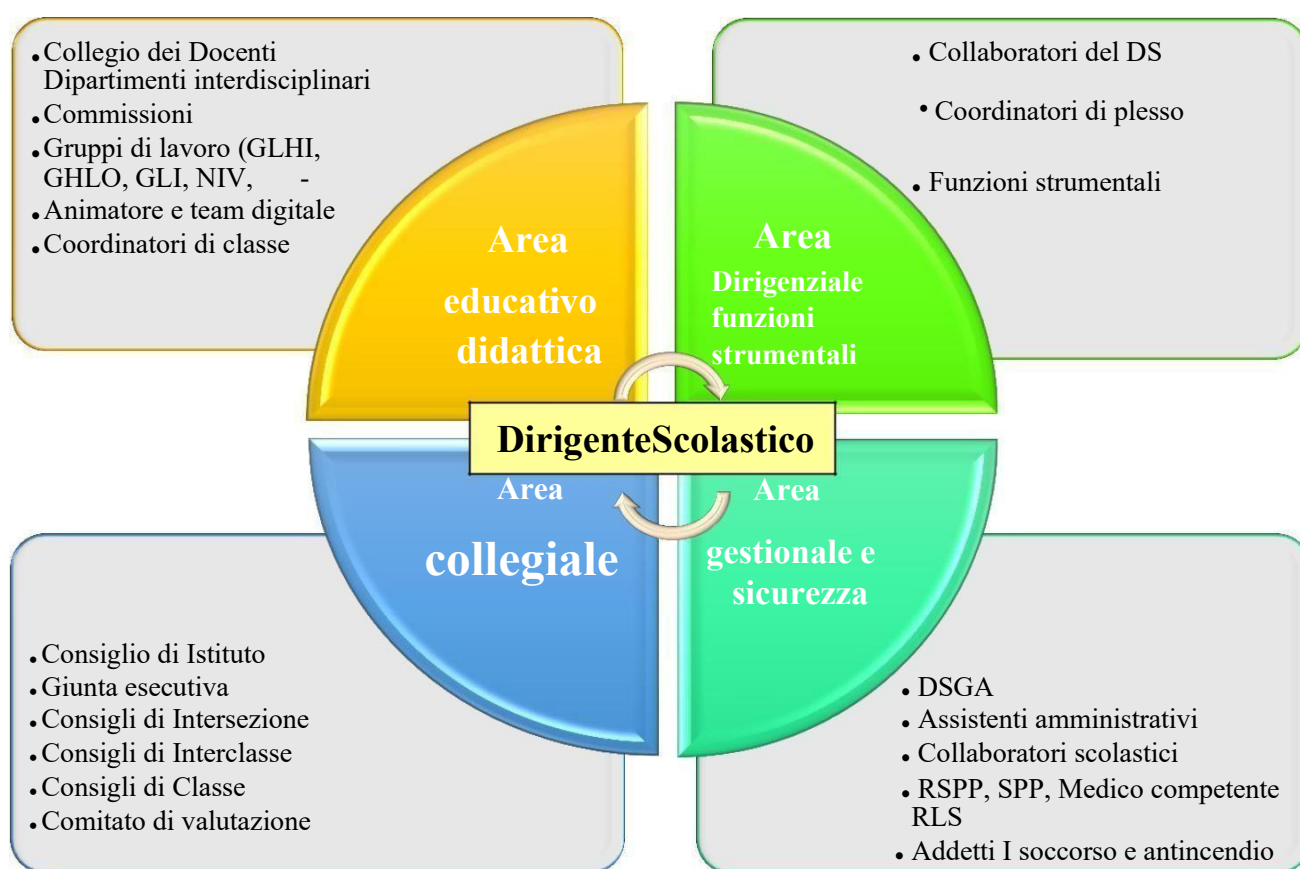 •Collegio dei Docenti
Dipartimenti interdisciplinari
•Commissioni
•Gruppi di lavoro (GLHI,
GHLO, GLI, NIV, -
•Animatore e team digitale
•Coordinatori di classe
• Collaboratori del DS
• Coordinatori di plesso
• Funzioni strumentali
Area
educativo
didattica
Area
Dirigenziale
funzioni
strumentali
DirigenteScolastico
Area
collegiale
Area
gestionale e
sicurezza
•Consiglio di Istituto
•Giunta esecutiva
•Consigli di Intersezione
•Consigli di Interclasse
•Consigli di Classe
•Comitato di valutazione
• DSGA
• Assistenti amministrativi
• Collaboratori scolastici
• RSPP, SPP, Medico competente
RLS
• Addetti I soccorso e antincendio